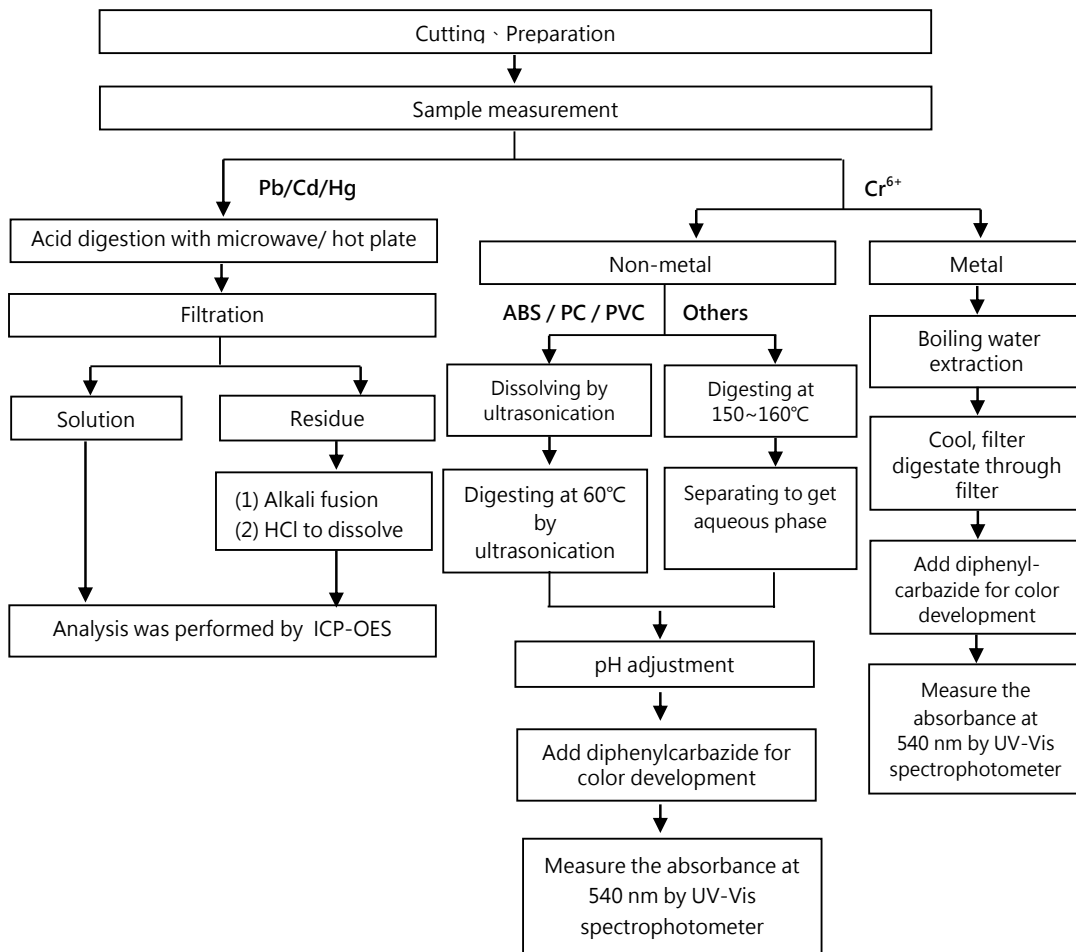 Cutting、Preparation
Sample measurement
Pb/Cd/Hg
Cr⁶⁺
Acid digestion with microwave/ hot plate
Filtration
Solution
Residue
(1) Alkali fusion
(2) HCl to dissolve
Analysis was performed by ICP-OES
Non-metal
ABS / PC / PVC
Others
Dissolving by
ultrasonication
Digesting at
150~160℃
Digesting at 60℃
by
ultrasonication
Separating to get
aqueous phase
pH adjustment
Add diphenylcarbazide for
color development
Measure the absorbance at
540 nm by UV-Vis
spectrophotometer
Metal
Boiling water
extraction
Cool, filter
digestate through
filter
Add diphenyl-
carbazide for color
development
Measure the
absorbance at
540 nm by UV-Vis
spectrophotometer